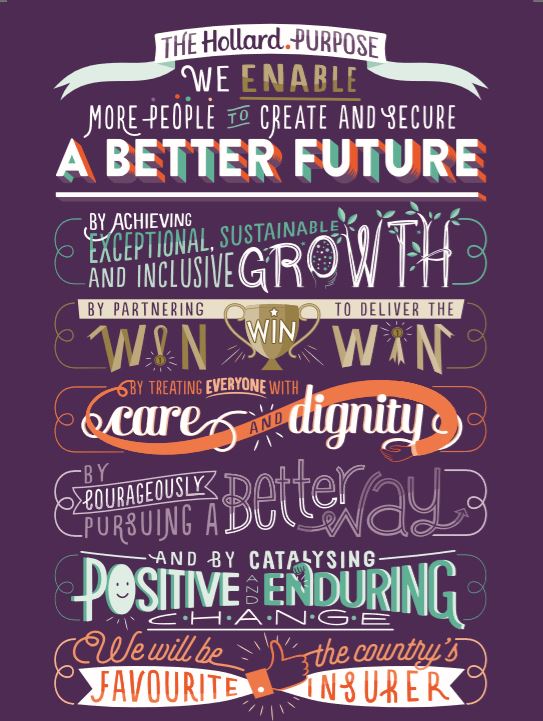 THE Hollard. PURPOSE
WE ENABLE
MORE PEOPLE TO CREATE AND SECURE
A BETTER FUTURE
BY ACHIEVING
EXCEPTIONAL, SUSTAINABLE
AND INCLUSIVE GROWTH
BY PARTNERING TO DELIVER THE
WIN WIN WIN
BY TREATING EVERYONE WITH
care AND dignity
BY
COURAGEOUSLY
PURSUING A Better way
AND BY CATALYSING
POSITIVE AND ENDURING
C·H·A·N·G·E
We will be the country's
FAVOURITE INSURER